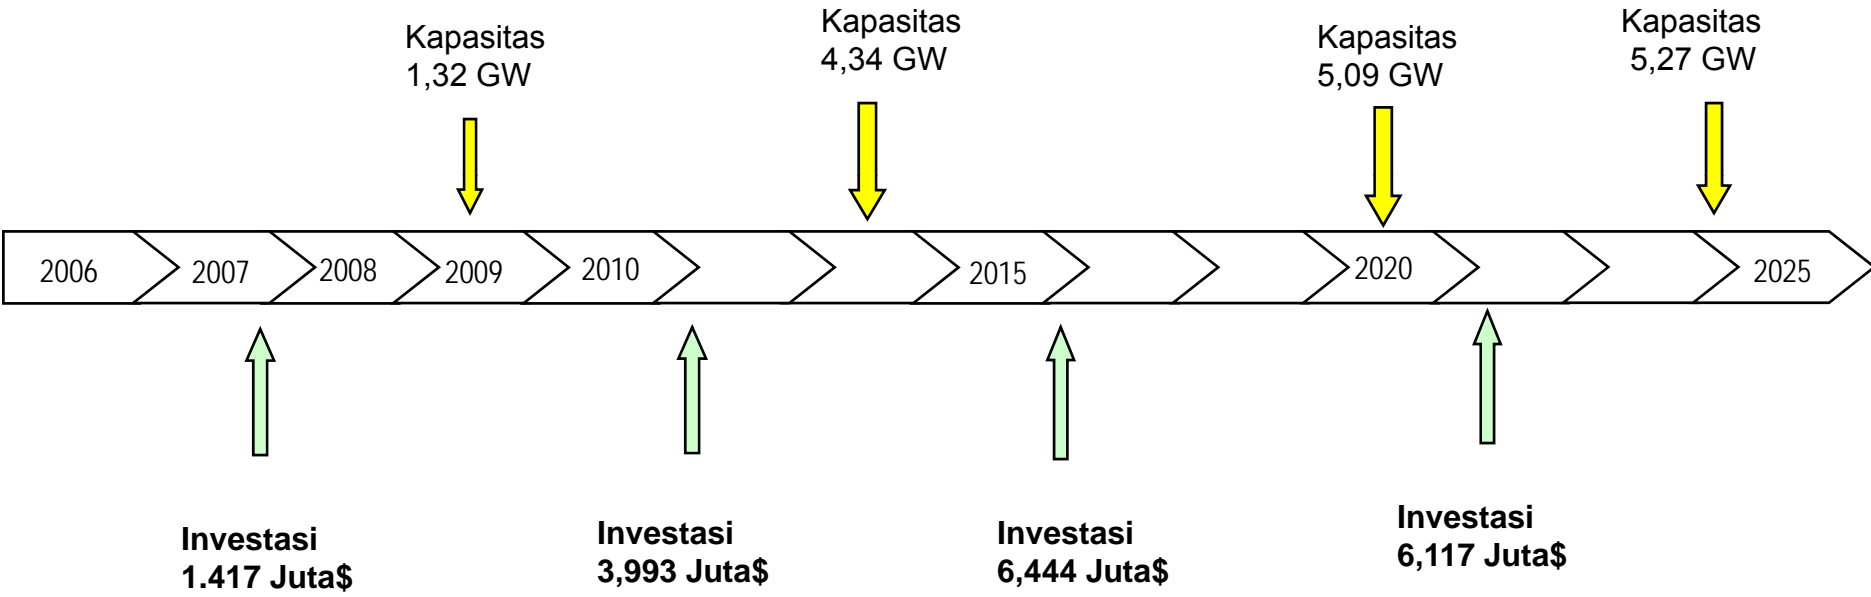 Kapasitas
1,32 GW
Kapasitas
4,34 GW
Kapasitas
5,09 GW
Kapasitas
5,27 GW
2006
2007
2008
2009
2010
2015
2020
2025
Investasi
1.417 Juta$
Investasi
3,993 Juta$
Investasi
6,444 Juta$
Investasi
6,117 Juta$